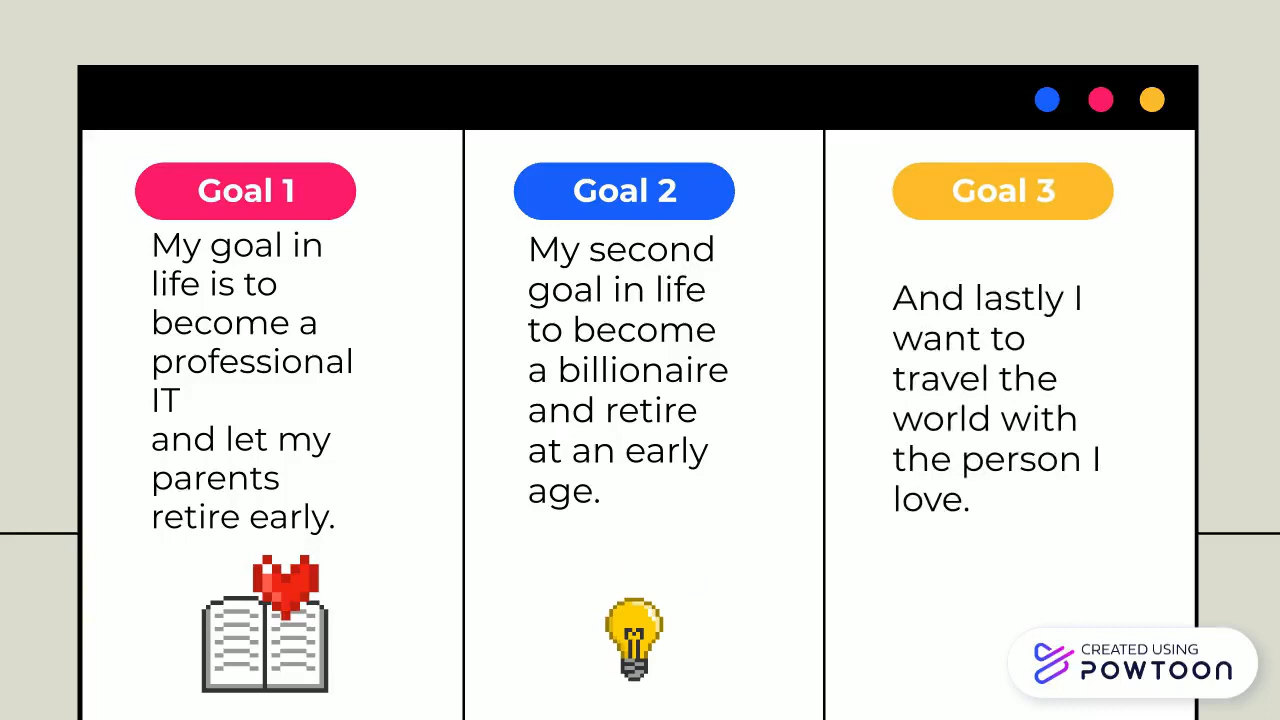 Goal 1
My goal in
life is to
become a
professional
IT
and let my
parents
retire early.
Goal 2
My second
goal in life
to become
a billionaire
and retire
at an early
age.
Goal 3
And lastly I
want to
travel the
world with
the person I
love.
CREATED USING
POWTOON